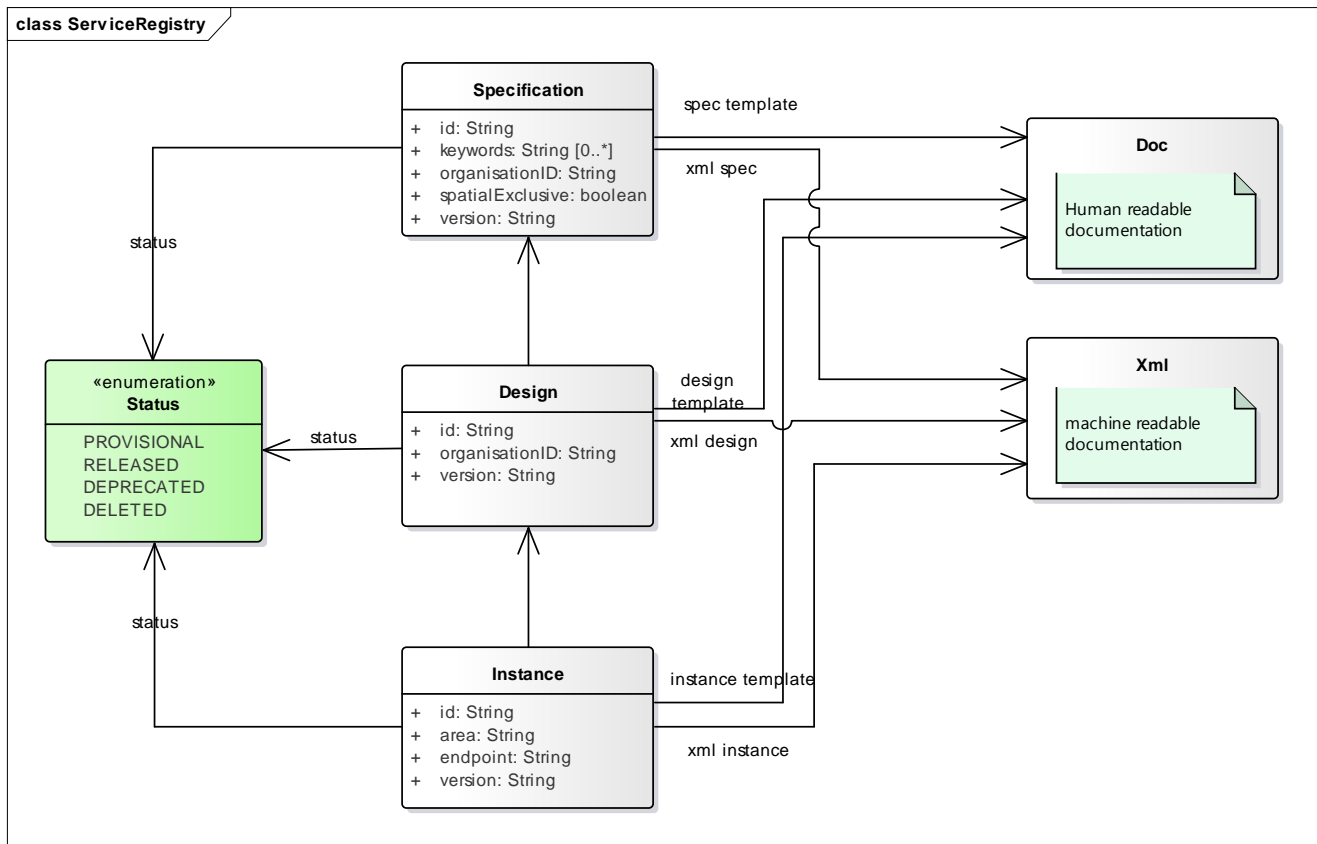 class ServiceRegistry
Specification
+ id: String
+ keywords: String [0..*]
+ organisationID: String
+ spatialExclusive: boolean
+ version: String
spec template
xml spec
Doc
Human readable
documentation
status
«enumeration»
Status
PROVISIONAL
RELEASED
DEPRECATED
DELETED
status
Design
+ id: String
+ organisationID: String
+ version: String
design
template
xml design
Xml
machine readable
documentation
status
Instance
+ id: String
+ area: String
+ endpoint: String
+ version: String
instance template
xml instance